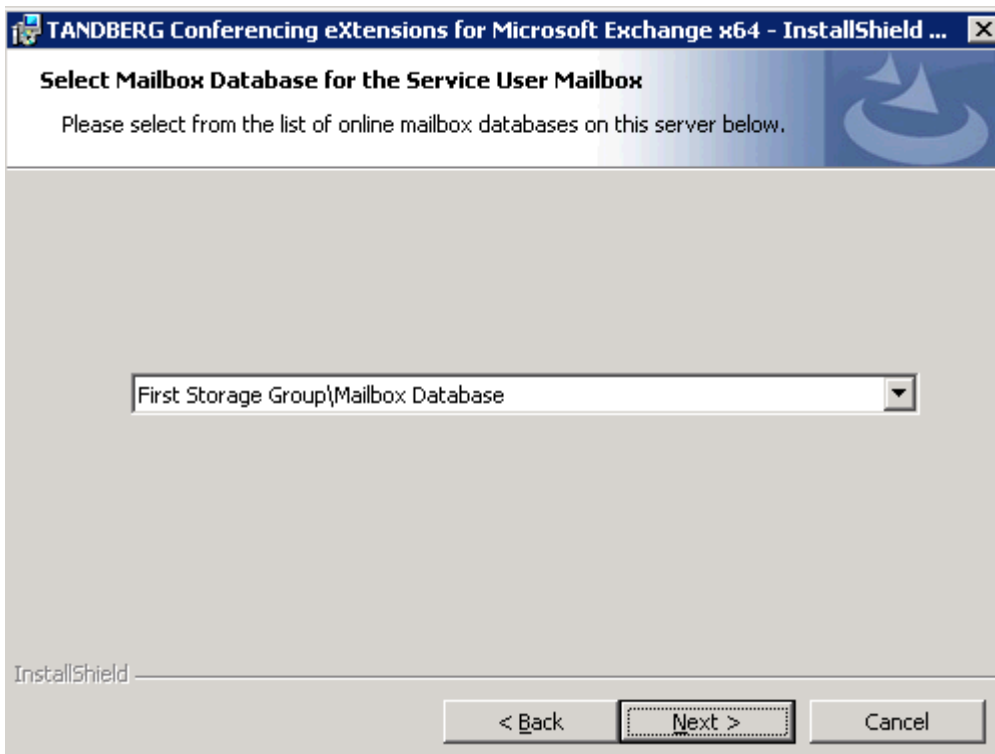 TANDBERG Conferencing eXtensions for Microsoft Exchange x64 - InstallShield ...
Select Mailbox Database for the Service User Mailbox
Please select from the list of online mailbox databases on this server below.
First Storage Group\Mailbox Database
InstallShield
< Back
Next >
Cancel